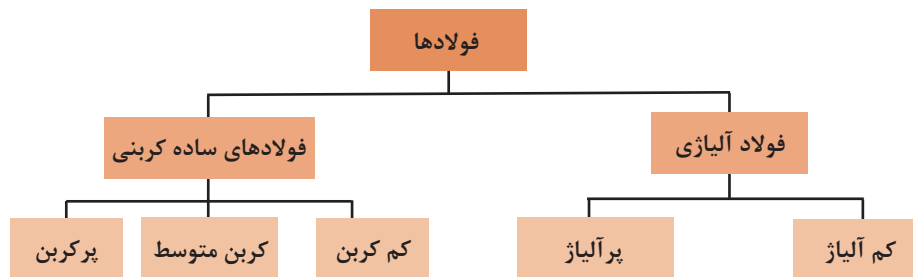 فولادها
فولاد آلیاژی
فولادهای ساده کربنی
کم آلیاژ
پرآلیاژ
کم کربن
کربن متوسط
پرکربن